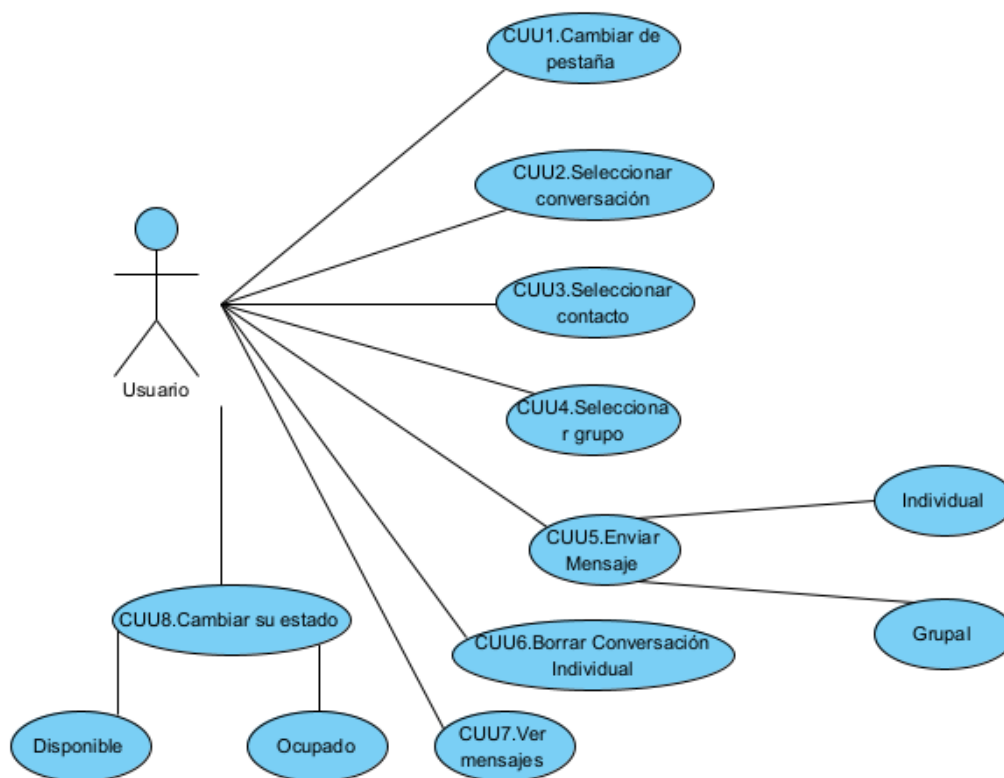 CUU1.Cambiar de
pestaña
CUU2.Seleccionar
conversación
CUU3.Seleccionar
contacto
Usuario
CUU4.Selecciona
r grupo
Individual
CUU5.Enviar
Mensaje
CUU8.Cambiar su estado
Grupal
CUU6.Borrar Conversación
Individual
Disponible
Ocupado
CUU7.Ver
mensajes